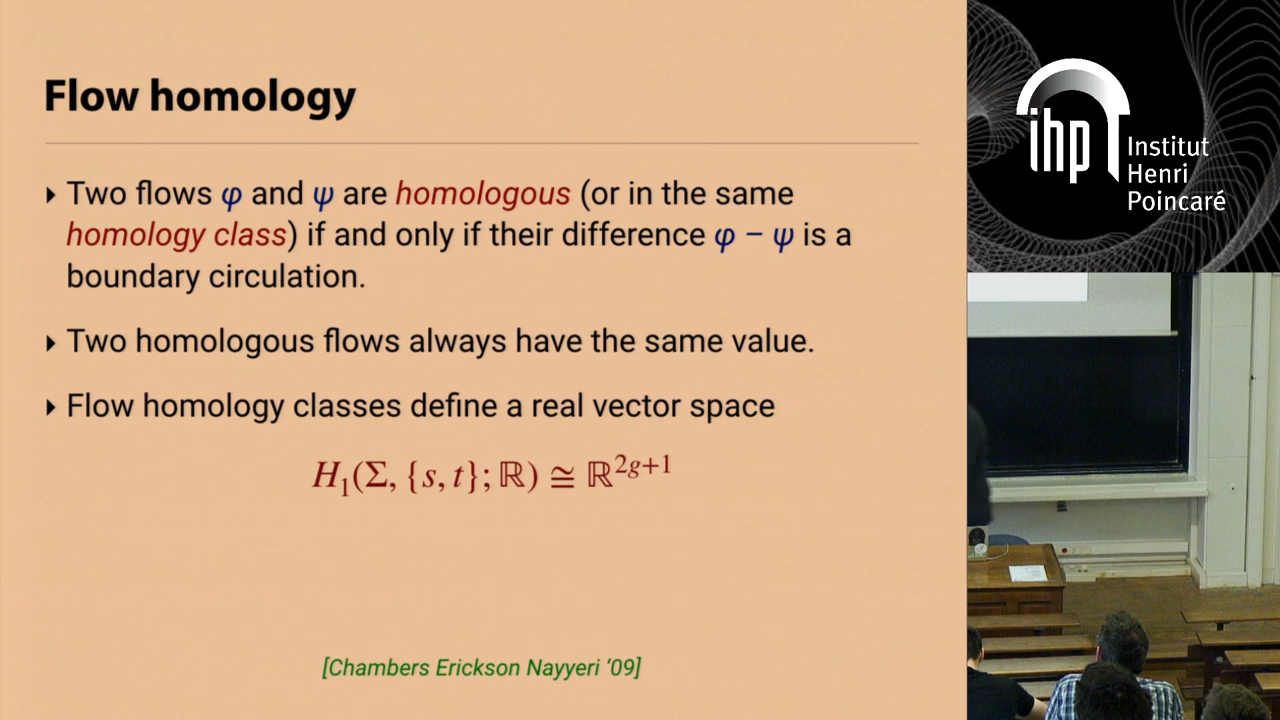 Flow homology
‣ Two flows φ and ψ are homologous (or in the same
homology class) if and only if their difference φ − ψ is a
boundary circulation.
‣ Two homologous flows always have the same value.
‣ Flow homology classes define a real vector space
H₁(Σ, {s, t}; ℝ) ≅ ℝ²ᵍ⁺¹
[Chambers Erickson Nayyeri ‘09]
ihp
Institut
Henri
Poincaré